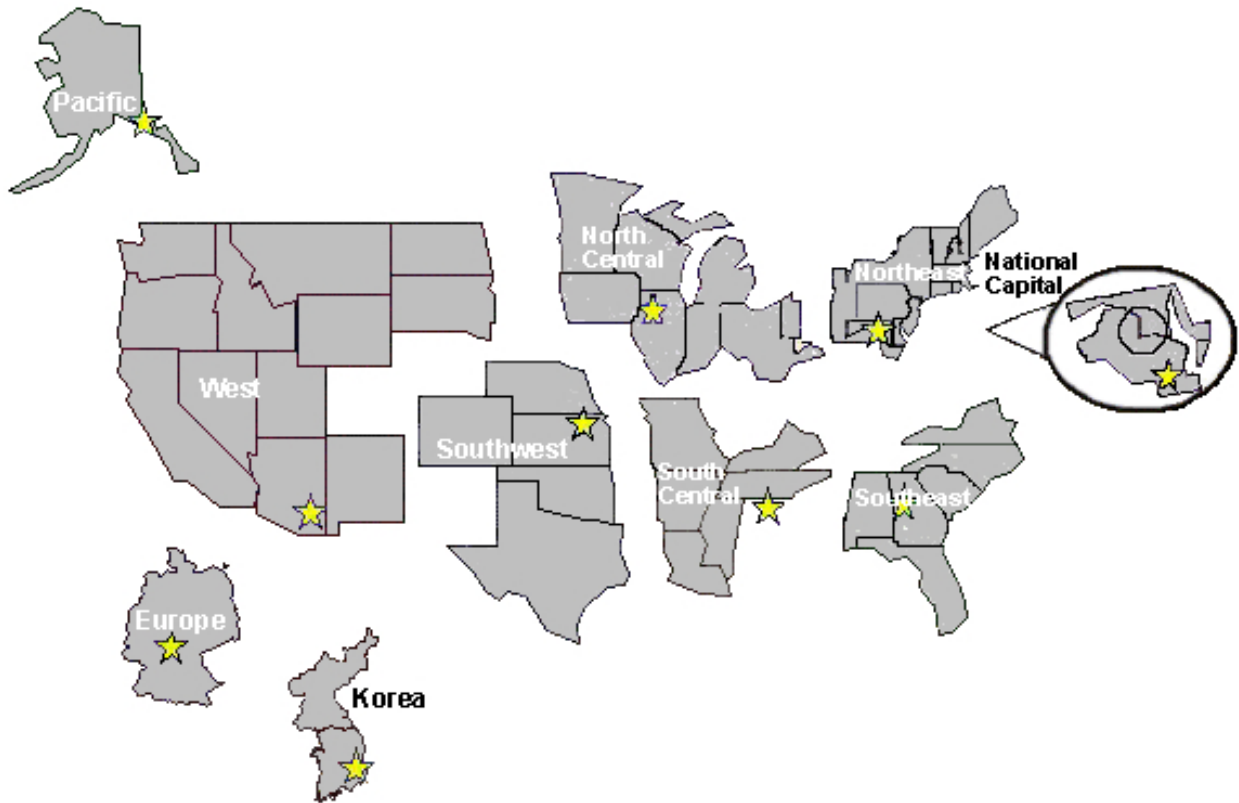 Pacific
North
Central
Northeast
National
Capital
West
Southwest
South
Central
Southeast
Europe
Korea